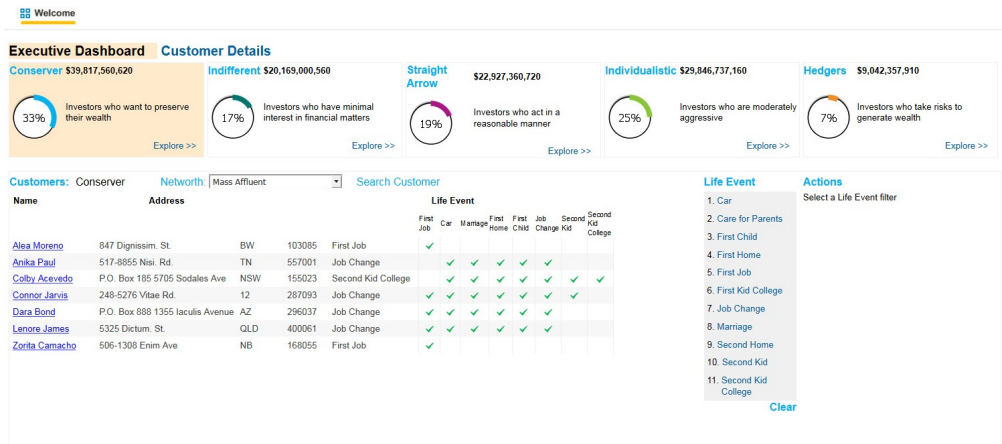 Welcome
Executive Dashboard Customer Details
Conserver $39,817,560,620
33%
Investors who want to preserve
their wealth
Explore >>
Indifferent $20,169,000,560
17%
Investors who have minimal
interest in financial matters
Explore >>
Straight
Arrow
$22,927,360,720
19%
Investors who act in a
reasonable manner
Explore >>
Individualistic $29,846,737,160
25%
Investors who are moderately
aggressive
Explore >>
Hedgers $9,042,357,910
7%
Investors who take risks to
generate wealth
Explore >>
Customers: Conserver Networth: Mass Affluent Search Customer
Name Address Life Event
First
Job
Car
Marriage
First
Home
First
Child
Job
Change
Second
Kid
Second
Kid
College
Alea Moreno 847 Dignissim. St. BW 103085 First Job
Anika Paul 517-8855 Nisi. Rd. TN 557001 Job Change
Colby Acevedo P.O. Box 185 5705 Sodales Ave NSW 155023 Second Kid College
Connor Jarvis 248-5276 Vitae Rd. 12 287093 Job Change
Dara Bond P.O. Box 888 1355 Iaculis Avenue AZ 296037 Job Change
Lenore James 5325 Dictum. St. QLD 400061 Job Change
Zorita Camacho 506-1308 Enim Ave NB 168055 First Job
Life Event
1. Car
2. Care for Parents
3. First Child
4. First Home
5. First Job
6. First Kid College
7. Job Change
8. Marriage
9. Second Home
10. Second Kid
11. Second Kid
College
Clear
Actions
Select a Life Event filter